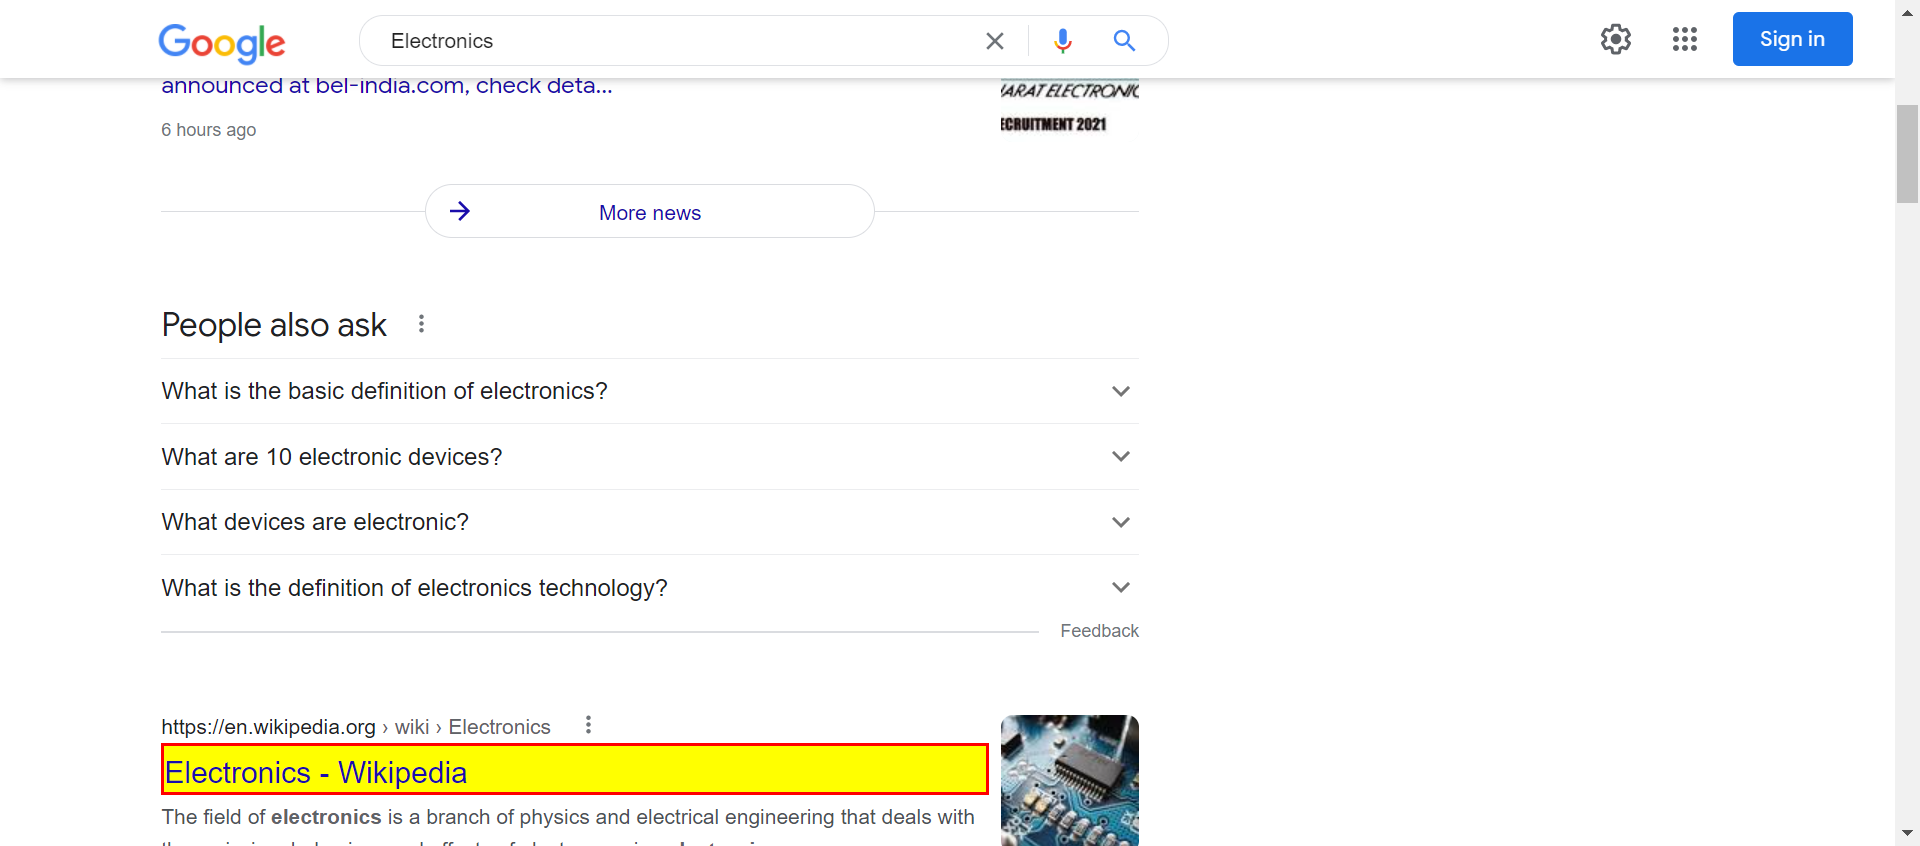 Google
Electronics
Sign in
announced at bel-india.com, check deta...
6 hours ago
ARAT ELECTRONIC
ECRUITMENT 2021
More news
People also ask
What is the basic definition of electronics?
What are 10 electronic devices?
What devices are electronic?
What is the definition of electronics technology?
Feedback
https://en.wikipedia.org › wiki › Electronics
Electronics - Wikipedia
The field of electronics is a branch of physics and electrical engineering that deals with